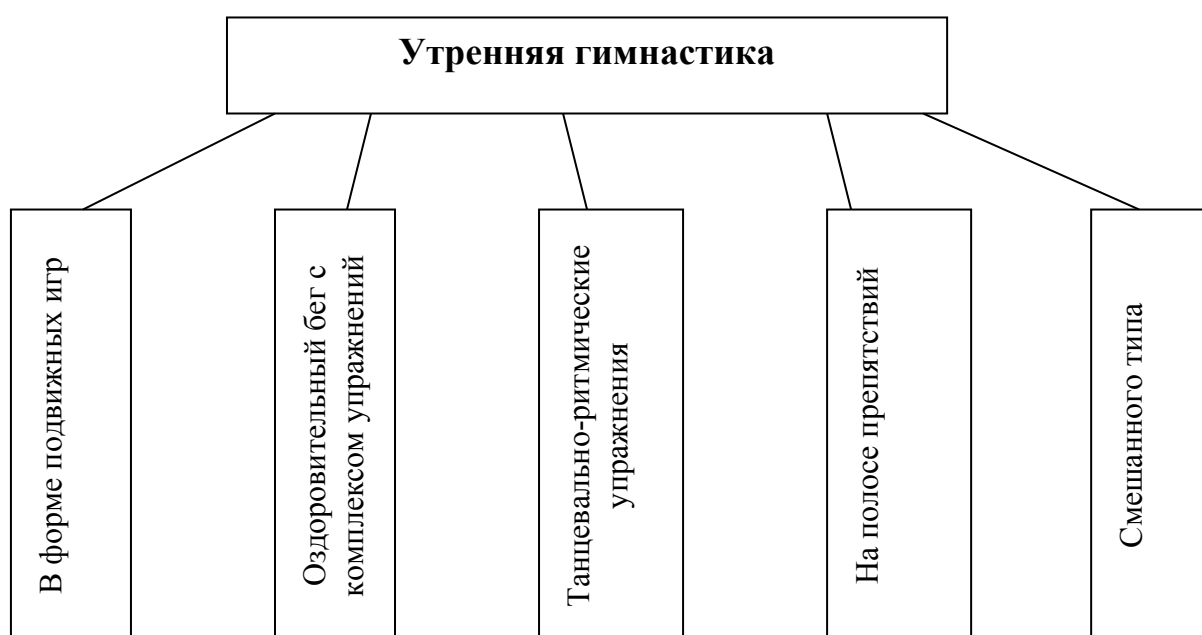 Утренняя гимнастика
В форме подвижных игр
Оздоровительный бег с
комплексом упражнений
Танцевально-ритмические
упражнения
На полосе препятствий
Смешанного типа